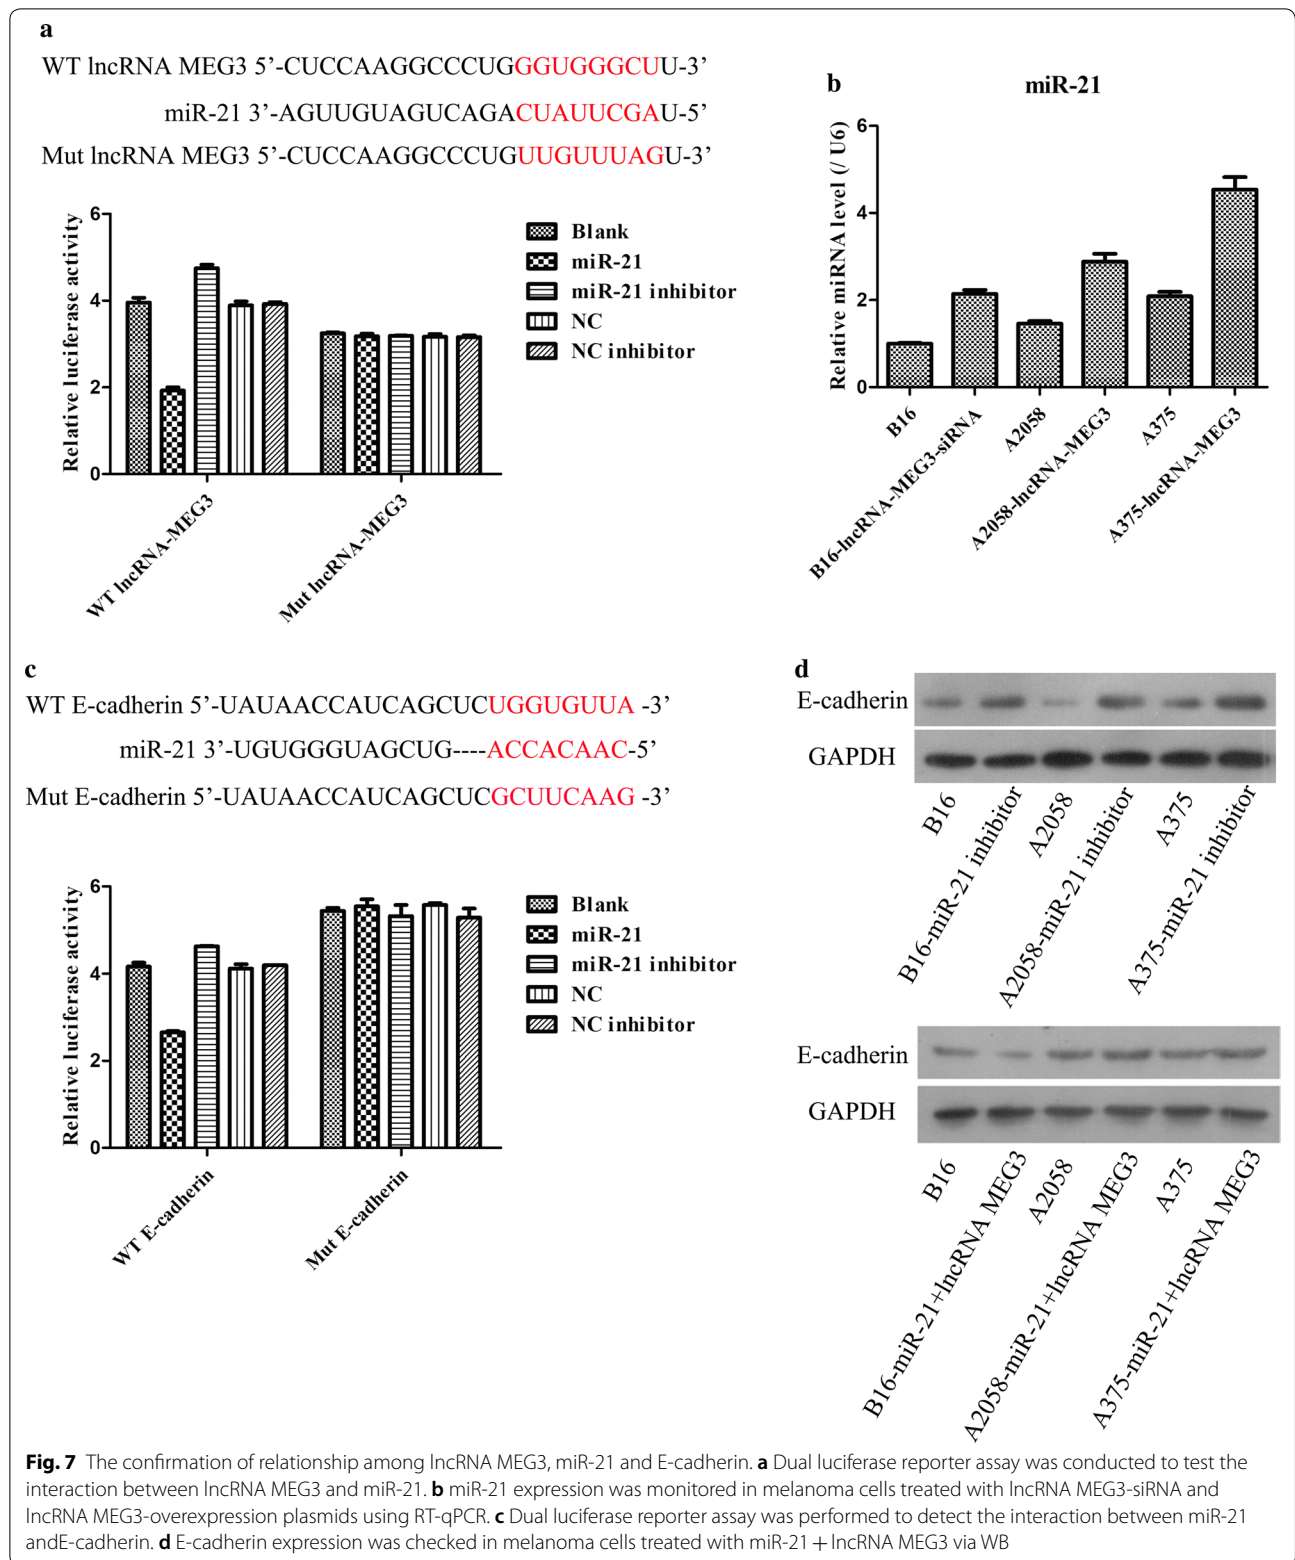 a
WT lncRNA MEG3 5’-CUCCAAGGCCCUGGGUGGGCUU-3’
miR-21 3’-AGUUGUAGUCAGACUAUUCGAU-5’
Mut lncRNA MEG3 5’-CUCCAAGGCCCUGUUGUUUAGU-3’
Relative luciferase activity
6
4
2
0
WT lncRNA-MEG3
Mut lncRNA-MEG3
Blank
miR-21
miR-21 inhibitor
NC
NC inhibitor
b
miR-21
Relative miRNA level (/ U6)
6
4
2
0
B16
B16-lncRNA-MEG3-siRNA
A2058
A2058-lncRNA-MEG3
A375
A375-lncRNA-MEG3
c
WT E-cadherin 5’-UAUAACCAUCAGCUCUGGUGUUA -3’
miR-21 3’-UGUGGGUAGCUG----ACCACAAC-5’
Mut E-cadherin 5’-UAUAACCAUCAGCUCGCUUCAAG -3’
Relative luciferase activity
6
4
2
0
WT E-cadherin
Mut E-cadherin
Blank
miR-21
miR-21 inhibitor
NC
NC inhibitor
d
E-cadherin
GAPDH
B16
B16-miR-21 inhibitor
A2058
A2058-miR-21 inhibitor
A375
A375-miR-21 inhibitor
E-cadherin
GAPDH
B16
B16-miR-21+lncRNA MEG3
A2058
A2058-miR-21+lncRNA MEG3
A375
A375-miR-21+lncRNA MEG3
Fig. 7 The confirmation of relationship among lncRNA MEG3, miR-21 and E-cadherin. a Dual luciferase reporter assay was conducted to test the
interaction between lncRNA MEG3 and miR-21. b miR-21 expression was monitored in melanoma cells treated with lncRNA MEG3-siRNA and
lncRNA MEG3-overexpression plasmids using RT-qPCR. c Dual luciferase reporter assay was performed to detect the interaction between miR-21
andE-cadherin. d E-cadherin expression was checked in melanoma cells treated with miR-21 + lncRNA MEG3 via WB